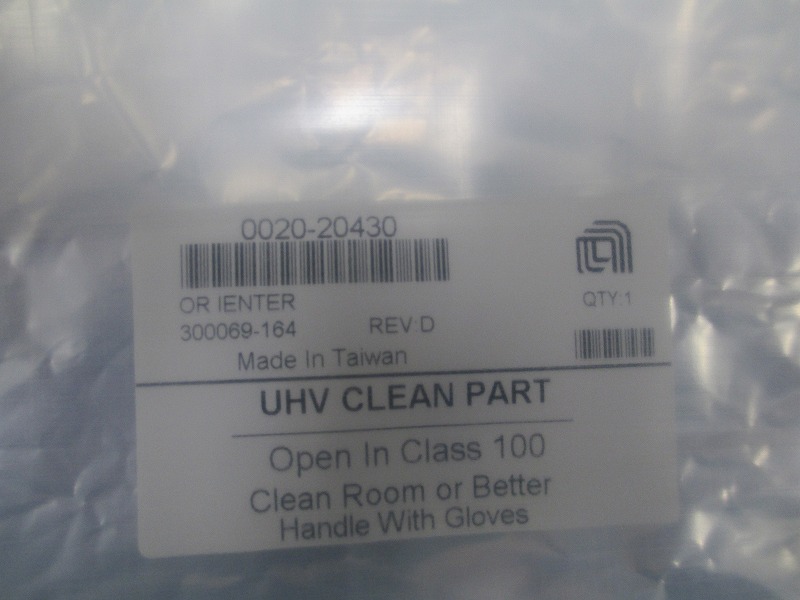 0020-20430
OR IENTER
QTY:1
300069-164 REV:D
Made In Taiwan
UHV CLEAN PART
Open In Class 100
Clean Room or Better
Handle With Gloves